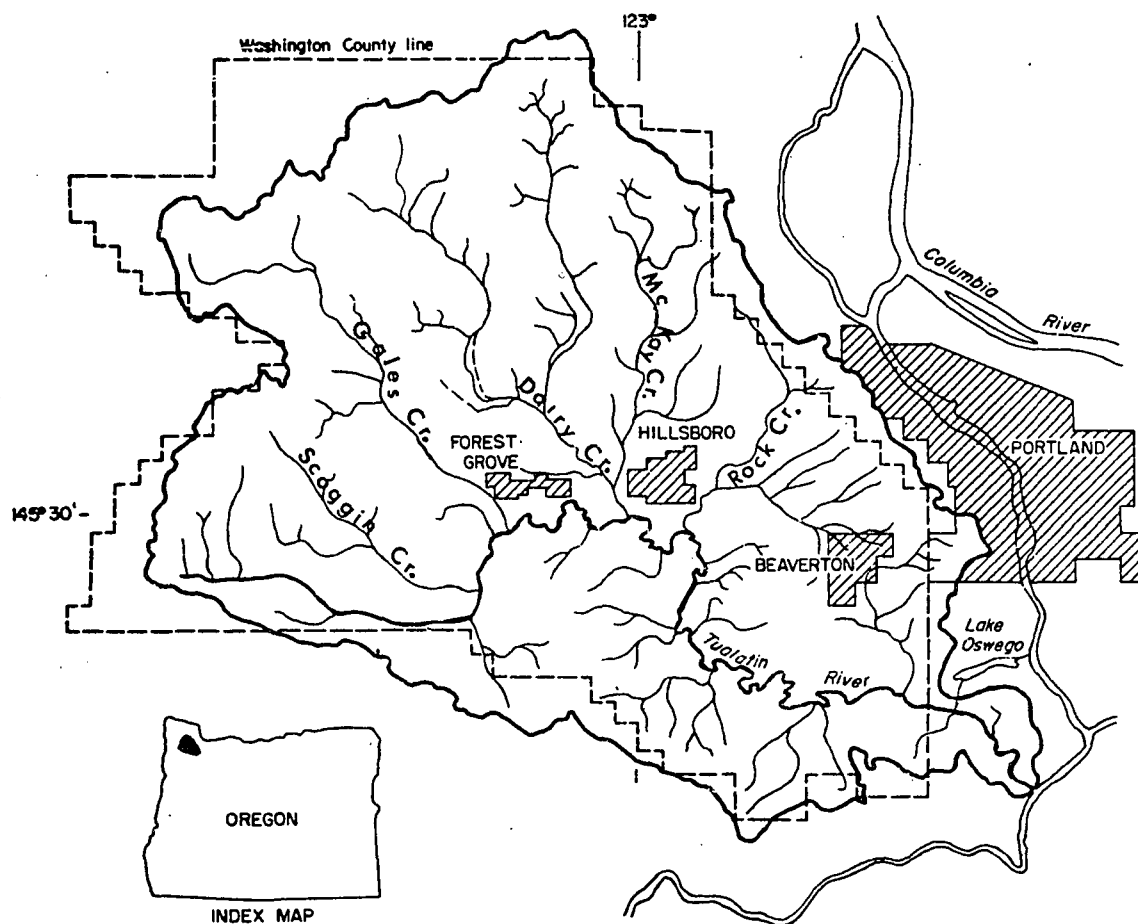 123°
Washington County line
Columbia
River
Mc Kay Cr.
Gales Cr.
Dairy Cr.
Rock Cr.
HILLSBORO
FOREST
GROVE
PORTLAND
Scoggin Cr.
145° 30'
BEAVERTON
Lake
Oswego
Tualatin
River
OREGON
INDEX MAP